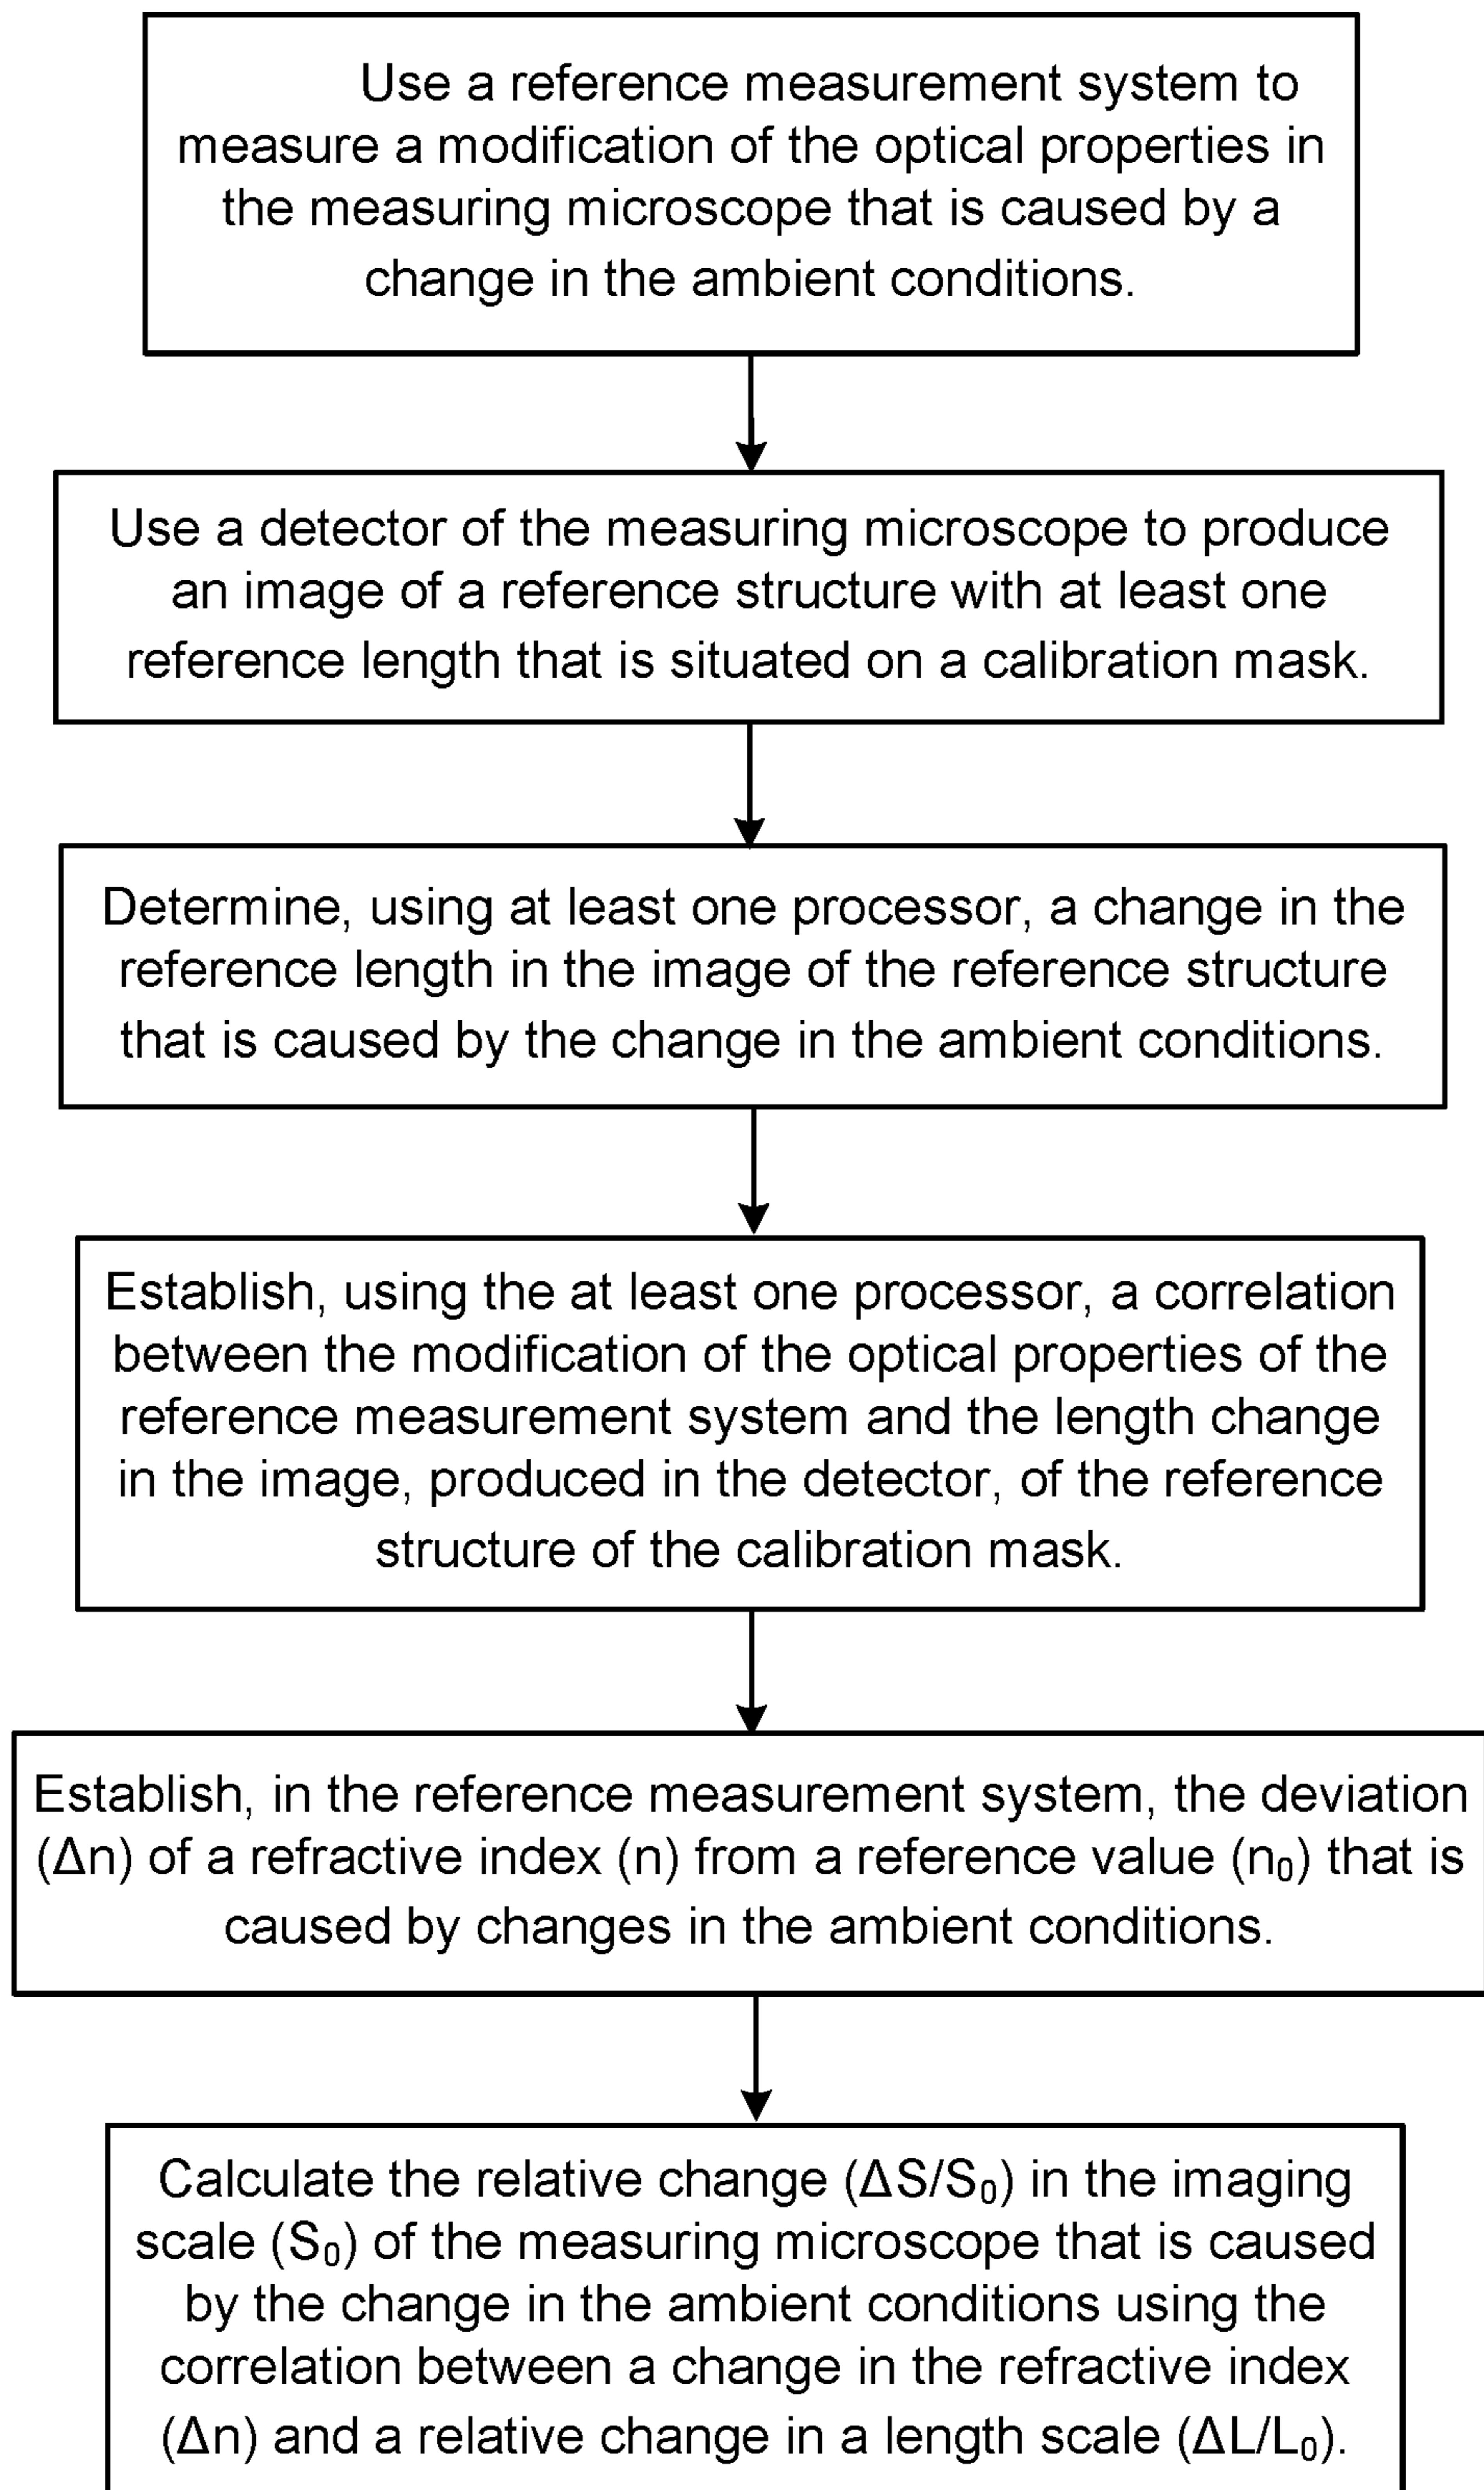 Use a reference measurement system to
measure a modification of the optical properties in
the measuring microscope that is caused by a
change in the ambient conditions.
Use a detector of the measuring microscope to produce
an image of a reference structure with at least one
reference length that is situated on a calibration mask.
Determine, using at least one processor, a change in the
reference length in the image of the reference structure
that is caused by the change in the ambient conditions.
Establish, using the at least one processor, a correlation
between the modification of the optical properties of the
reference measurement system and the length change
in the image, produced in the detector, of the reference
structure of the calibration mask.
Establish, in the reference measurement system, the deviation
(Δn) of a refractive index (n) from a reference value (n₀) that is
caused by changes in the ambient conditions.
Calculate the relative change (ΔS/S₀) in the imaging
scale (S₀) of the measuring microscope that is caused
by the change in the ambient conditions using the
correlation between a change in the refractive index
(Δn) and a relative change in a length scale (ΔL/L₀).